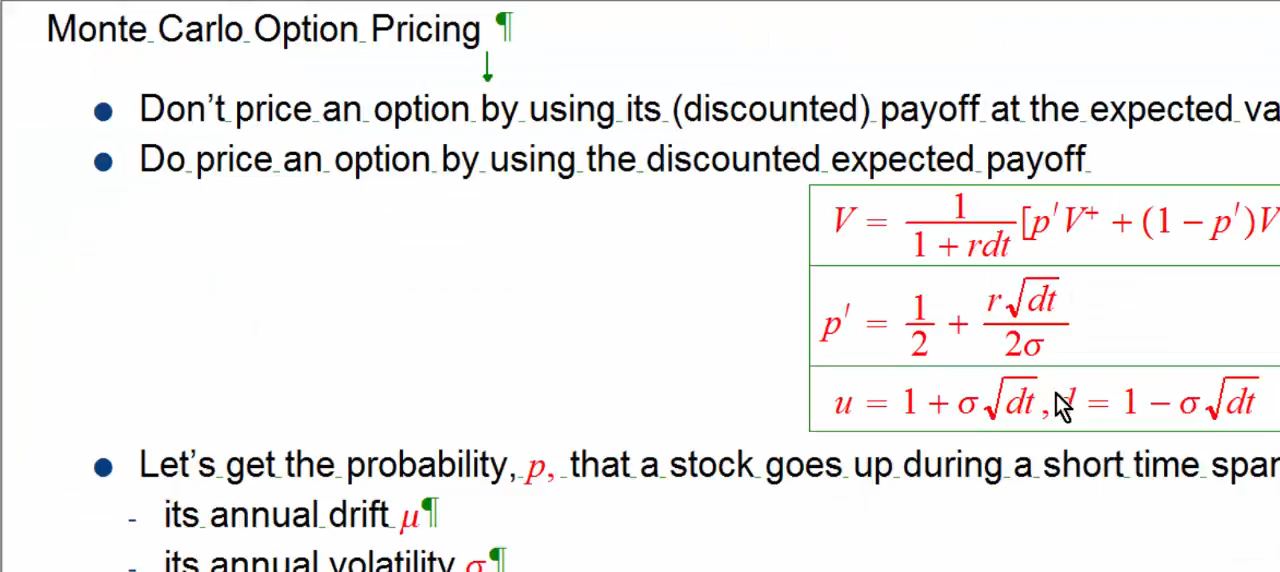 Monte Carlo Option Pricing ¶
Don't price an option by using its (discounted) payoff at the expected
Do price an option by using the discounted expected payoff
V = 1/(1 + rdt) [p′V⁺ + (1 − p′)V
p′ = 1/2 + r√dt/2σ
u = 1 + σ√dt, d = 1 − σ√dt
Let's get the probability, p, that a stock goes up during a short time
- its annual drift μ¶
- its annual volatility σ¶